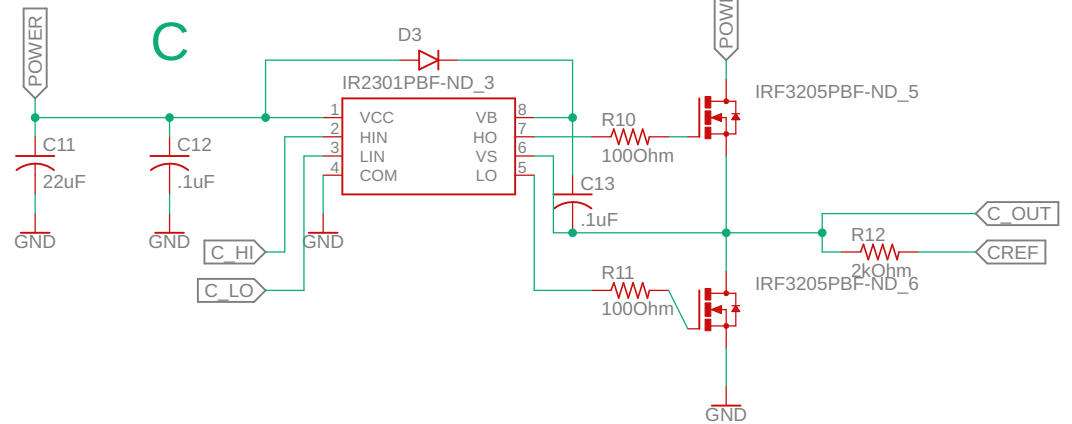 POWER
C
D3
POWE
IR2301PBF-ND_3
IRF3205PBF-ND_5
1 VCC VB 8
2 HIN HO 7
3 LIN VS 6
4 COM LO 5
R10
100Ohm
C11
22uF
C12
.1uF
C13
.1uF
GND
GND
GND
C_HI
C_LO
C_OUT
R12
2kOhm
CREF
R11
100Ohm
IRF3205PBF-ND_6
GND